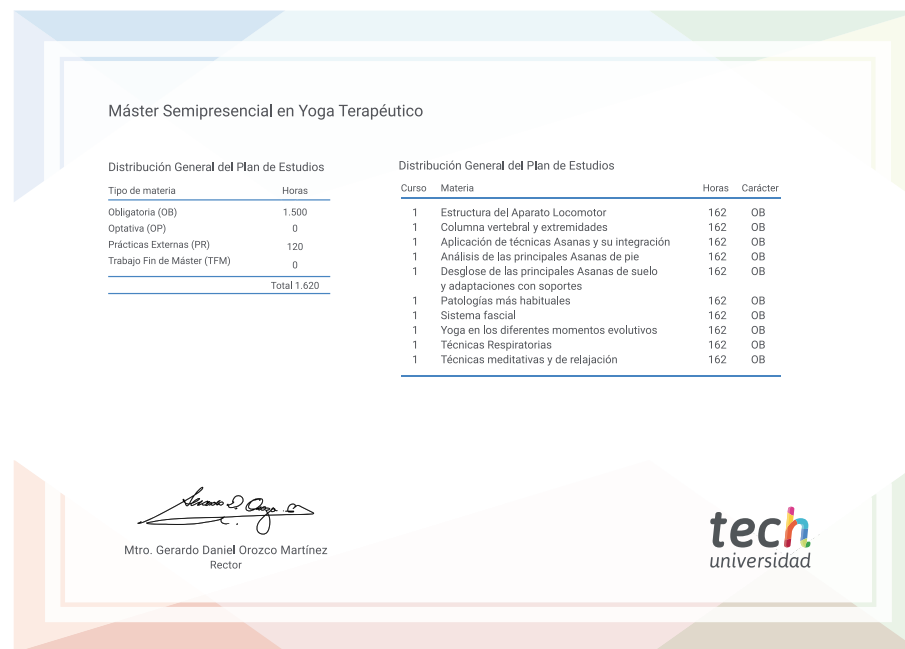 Máster Semipresencial en Yoga Terapéutico
Distribución General del Plan de Estudios
Tipo de materia Horas
Obligatoria (OB) 1.500
Optativa (OP) 0
Prácticas Externas (PR) 120
Trabajo Fin de Máster (TFM) 0
Total 1.620
Distribución General del Plan de Estudios
Curso Materia Horas Carácter
1 Estructura del Aparato Locomotor 162 OB
1 Columna vertebral y extremidades 162 OB
1 Aplicación de técnicas Asanas y su integración 162 OB
1 Análisis de las principales Asanas de pie 162 OB
1 Desglose de las principales Asanas de suelo 162 OB
y adaptaciones con soportes
1 Patologías más habituales 162 OB
1 Sistema fascial 162 OB
1 Yoga en los diferentes momentos evolutivos 162 OB
1 Técnicas Respiratorias 162 OB
1 Técnicas meditativas y de relajación 162 OB
Mtro. Gerardo Daniel Orozco Martínez
Rector
tech
universidad